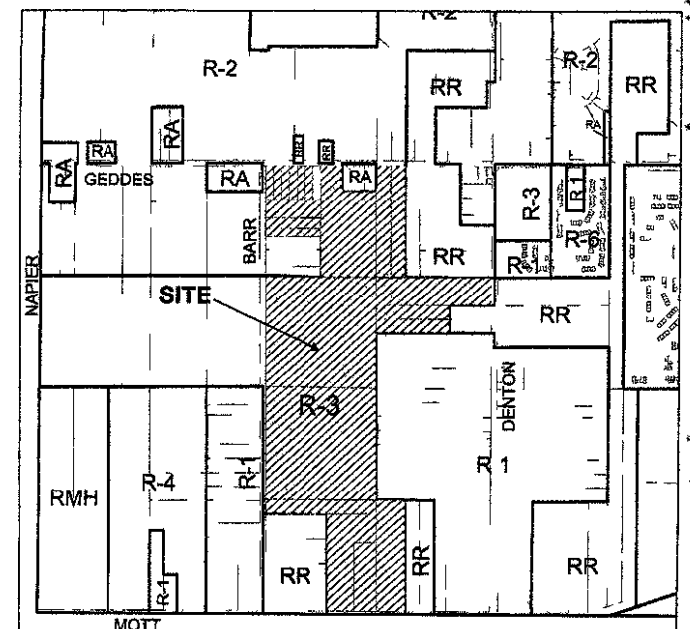 R-2
R-2
R-2
RR
RR
RA
RA
RR
RR
RA
RA
RA
RA
GEDDES
R-3
R-1
R-6
BARR
RR
R-
NAPIER
SITE
RR
R-3
DENTON
R-1
R-4
R-1
RMH
RR
RR
RR
R-1
MOTT